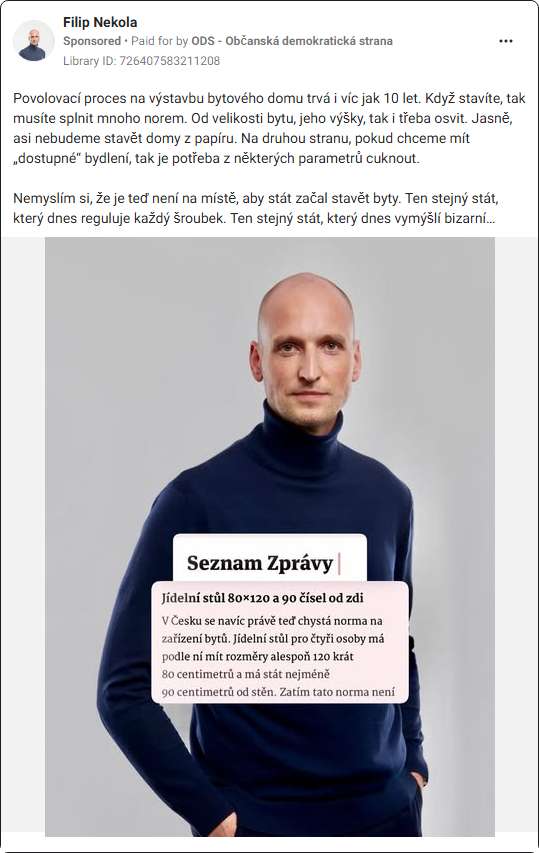 Filip Nekola
Sponsored • Paid for by ODS - Občanská demokratická strana
Library ID: 726407583211208
Povolovací proces na výstavbu bytového domu trvá i víc jak 10 let. Když stavíte, tak
musíte splnit mnoho norem. Od velikosti bytu, jeho výšky, tak i třeba osvit. Jasně,
asi nebudeme stavět domy z papíru. Na druhou stranu, pokud chceme mít
„dostupné“ bydlení, tak je potřeba z některých parametrů cuknout.
Nemyslím si, že je teď není na místě, aby stát začal stavět byty. Ten stejný stát,
který dnes reguluje každý šroubek. Ten stejný stát, který dnes vymýšlí bizarní...
Seznam Zprávy
Jídelní stůl 80×120 a 90 čísel od zdi
V Česku se navíc právě teď chystá norma na
zařízení bytů. Jídelní stůl pro čtyři osoby má
podle ní mít rozměry alespoň 120 krát
80 centimetrů a má stát nejméně
90 centimetrů od stěn. Zatím tato norma není